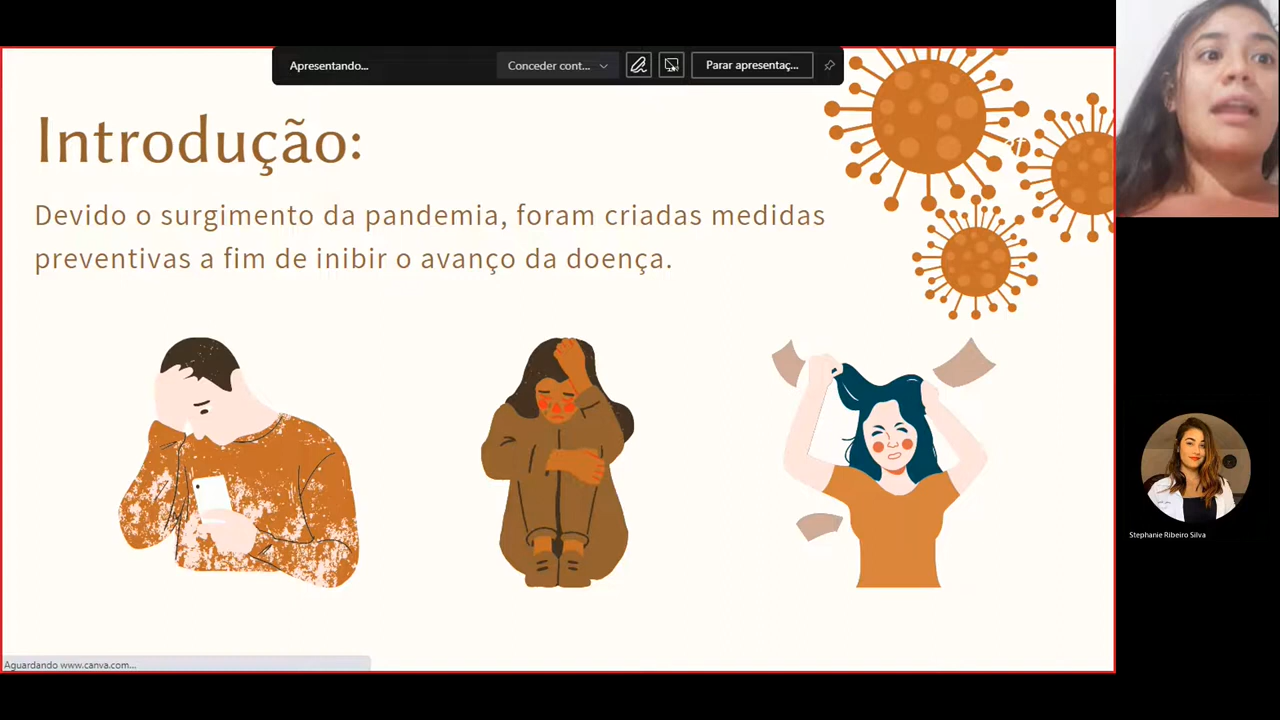 Apresentando...
Conceder cont...
Parar apresentaç...
Introdução:
Devido o surgimento da pandemia, foram criadas medidas
preventivas a fim de inibir o avanço da doença.
Stephanie Ribeiro Silva
Aguardando www.canva.com...